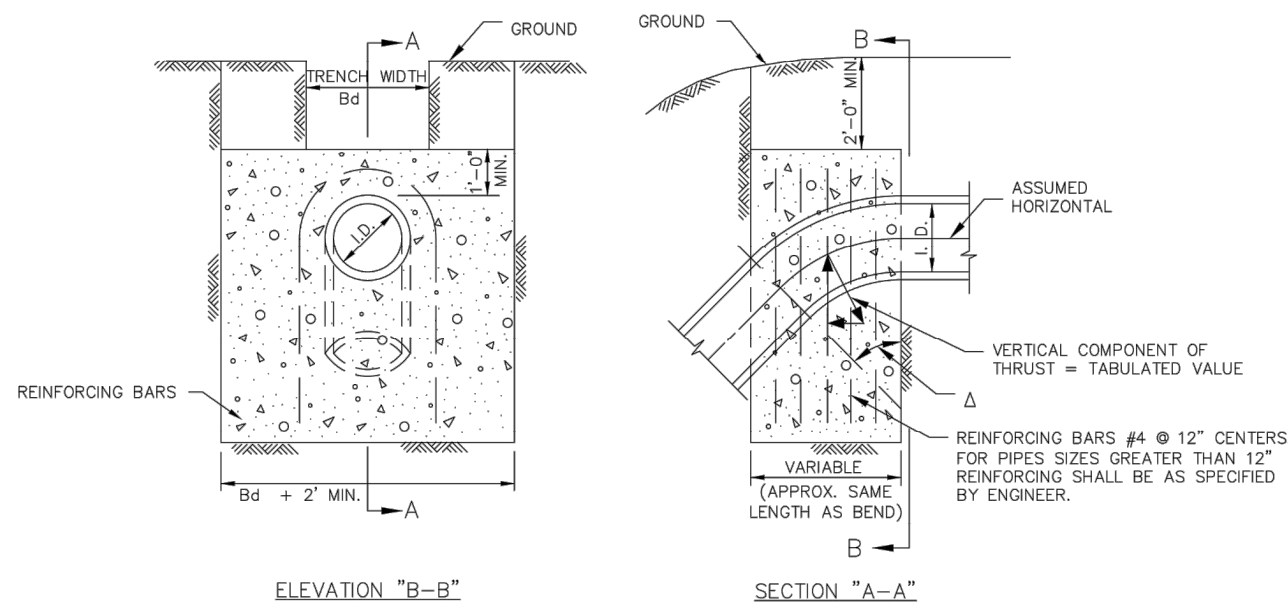 A
GROUND
TRENCH WIDTH
Bd
1'-0"
MIN.
I.D.
REINFORCING BARS
Bd + 2' MIN.
A
ELEVATION "B-B"
GROUND
B
2'-0" MIN.
ASSUMED
HORIZONTAL
I. D.
VERTICAL COMPONENT OF
THRUST = TABULATED VALUE
Δ
REINFORCING BARS #4 @ 12" CENTERS
FOR PIPES SIZES GREATER THAN 12"
REINFORCING SHALL BE AS SPECIFIED
BY ENGINEER.
VARIABLE
(APPROX. SAME
LENGTH AS BEND)
B
SECTION "A-A"